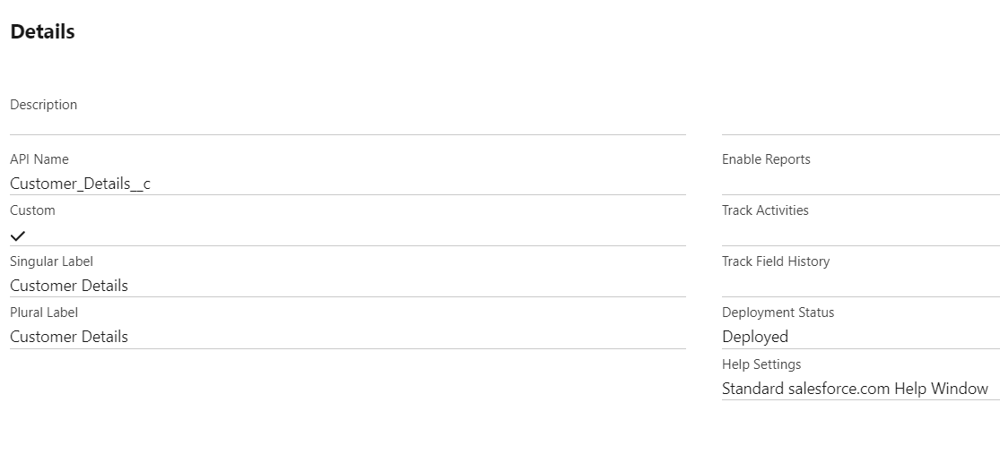 Details
Description
API Name
Customer_Details__c
Custom
Singular Label
Customer Details
Plural Label
Customer Details
Enable Reports
Track Activities
Track Field History
Deployment Status
Deployed
Help Settings
Standard salesforce.com Help Window